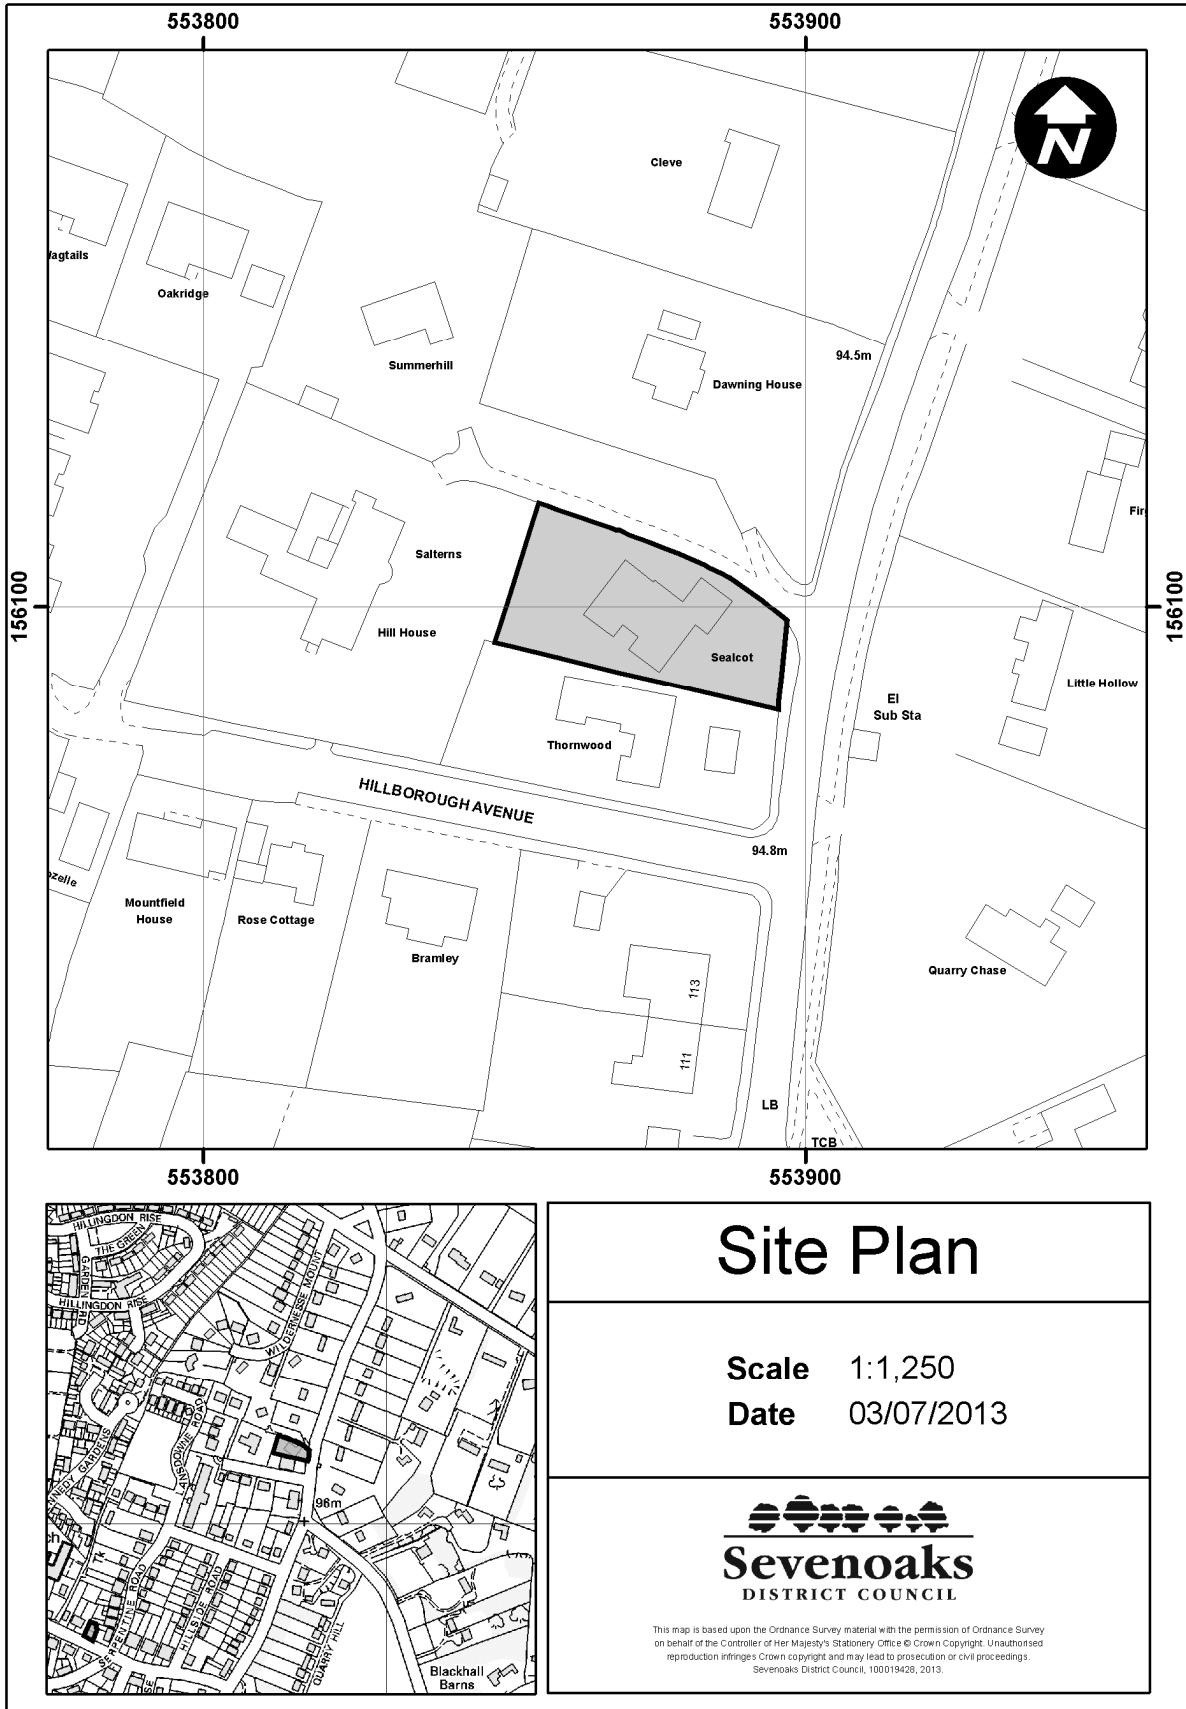 553800
553900
N
Cleve
Oakridge
Summerhill
94.5m
Dawning House
Salterns
156100
156100
Hill House
Sealcot
Little Hollow
El
Sub Sta
Thornwood
HILLBOROUGH AVENUE
94.8m
Mountfield
House
Rose Cottage
Bramley
Quarry Chase
113
111
LB
TCB
553800
553900
HILLINGDON RISE
THE GREEN
GARDEN RD
HILLINGDON RISE
WILDERNESSE MOUNT
LANSDOWNE ROAD
GARDENS
96m
Tk
ROAD
HILLSIDE ROAD
QUARRY HILL
Blackhall
Barns
Site Plan
Scale 1:1,250
Date 03/07/2013
Sevenoaks
DISTRICT COUNCIL
This map is based upon the Ordnance Survey material with the permission of Ordnance Survey
on behalf of the Controller of Her Majesty's Stationery Office © Crown Copyright. Unauthorised
reproduction infringes Crown copyright and may lead to prosecution or civil proceedings.
Sevenoaks District Council, 100019428, 2013.